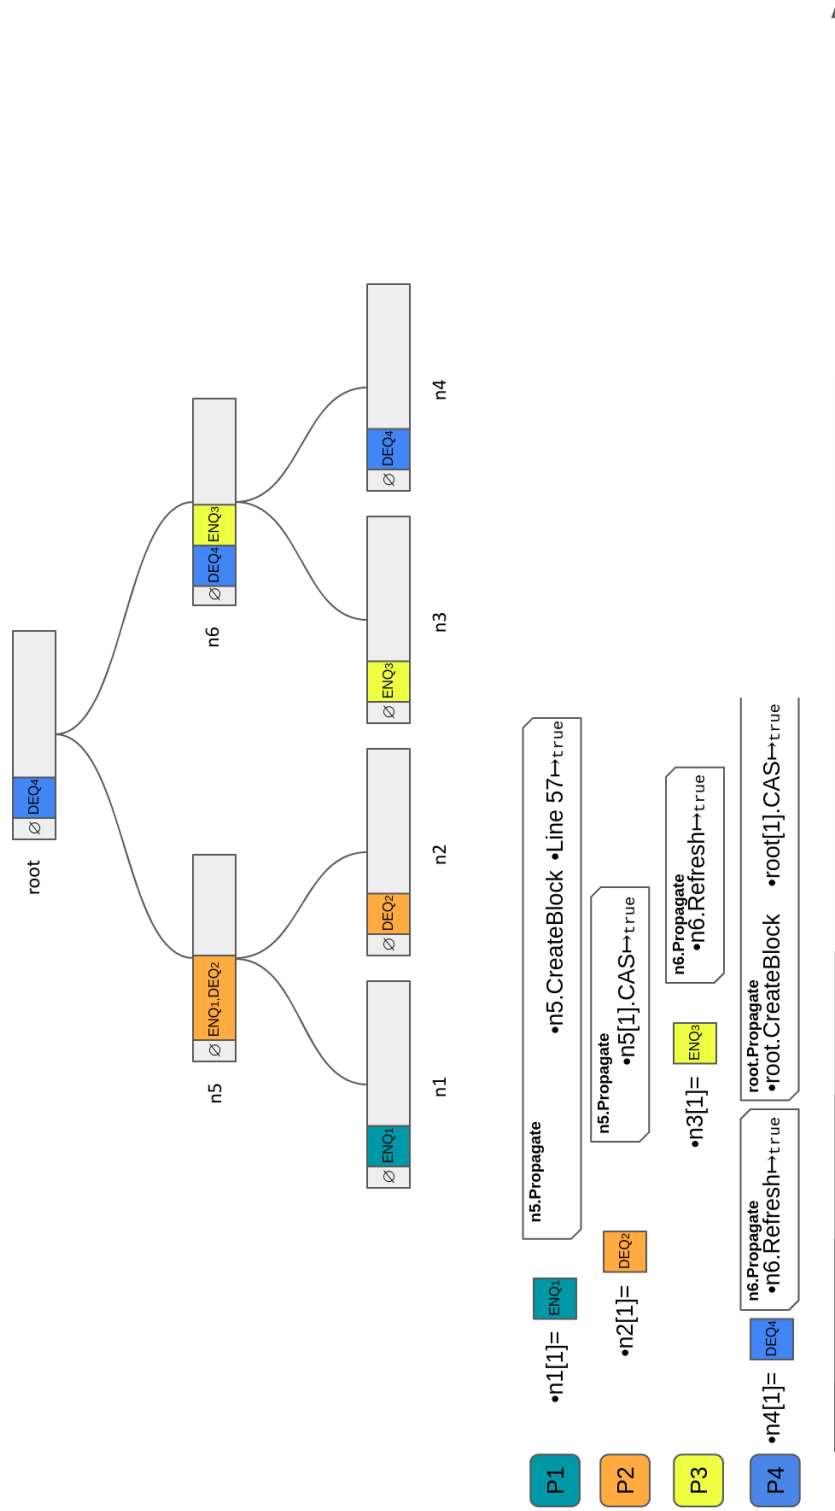 root
∅ DEQ4
n5
∅ ENQ1,DEQ2
n6
∅ DEQ4 ENQ3
∅ ENQ1
n1
∅ DEQ2
n2
∅ ENQ3
n3
∅ DEQ4
n4
P1
•n1[1]= ENQ1
n5.Propagate
•n5.CreateBlock •Line 57↦true
P2
•n2[1]= DEQ2
n5.Propagate
•n5[1].CAS↦true
P3
•n3[1]= ENQ3
n6.Propagate
•n6.Refresh↦true
P4
•n4[1]= DEQ4
n6.Propagate
•n6.Refresh↦true
root.Propagate
•root.CreateBlock •root[1].CAS↦true